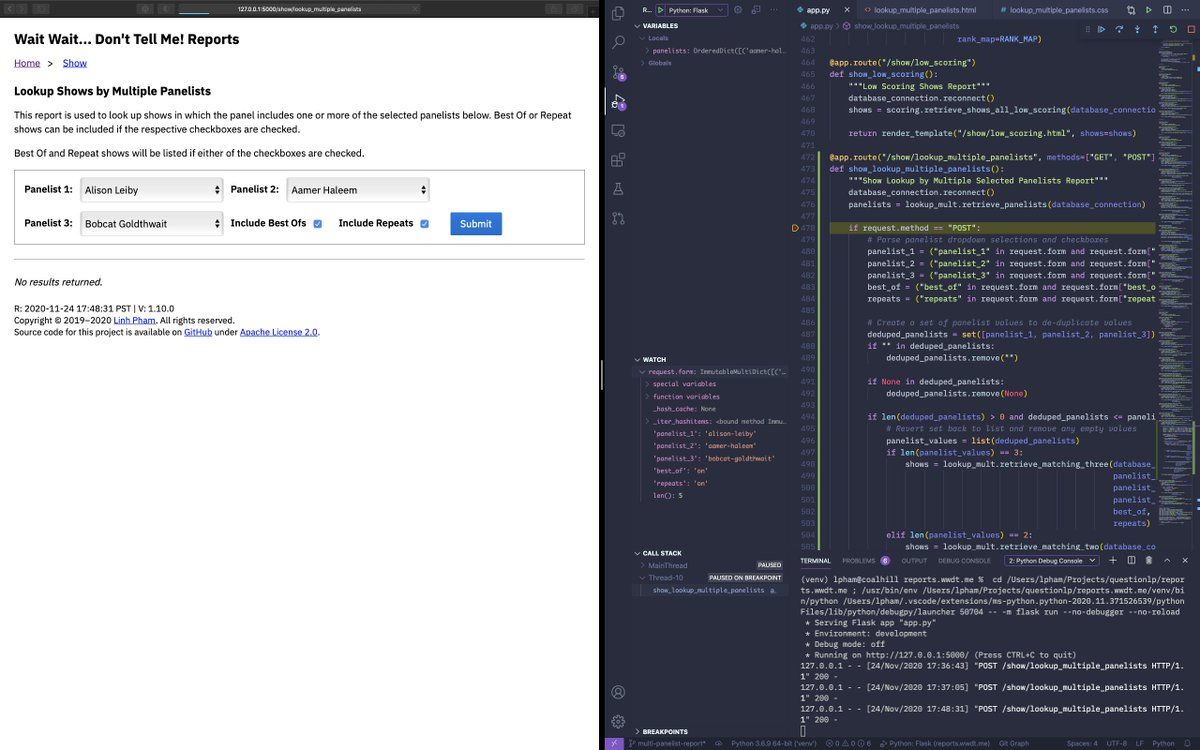 127.0.0.1:5000/show/lookup_multiple_panelists
Wait Wait... Don't Tell Me! Reports
Home > Show
Lookup Shows by Multiple Panelists
This report is used to look up shows in which the panel includes one or more of the selected panelists below. Best Of or Repeat
shows can be included if the respective checkboxes are checked.
Best Of and Repeat shows will be listed if either of the checkboxes are checked.
Panelist 1: Alison Leiby Panelist 2: Aamer Haleem
Panelist 3: Bobcat Goldthwait Include Best Ofs Include Repeats Submit
No results returned.
R: 2020-11-24 17:48:31 PST | V: 1.10.0
Copyright © 2019–2020 Linh Pham. All rights reserved.
Source code for this project is available on GitHub under Apache License 2.0.
R... Python: Flask
VARIABLES
Locals
panelists: OrderedDict([('aamer-hal...
Globals
WATCH
request.form: ImmutableMultiDict([('...
special variables
function variables
_hash_cache: None
_iter_hashitems: <bound method Immu...
'panelist_1': 'alison-leiby'
'panelist_2': 'aamer-haleem'
'panelist_3': 'bobcat-goldthwait'
'best_of': 'on'
'repeats': 'on'
len(): 5
CALL STACK
MainThread PAUSED
Thread-10 PAUSED ON BREAKPOINT
show_lookup_multiple_panelists a.
BREAKPOINTS
app.py lookup_multiple_panelists.html lookup_multiple_panelists.css
app.py > show_lookup_multiple_panelists
462 rank_map=RANK_MAP)
463
464 @app.route("/show/low_scoring")
465 def show_low_scoring():
466 """Low Scoring Shows Report"""
467 database_connection.reconnect()
468 shows = scoring.retrieve_shows_all_low_scoring(database_connectio
469
470 return render_template("/show/low_scoring.html", shows=shows)
471
472 @app.route("/show/lookup_multiple_panelists", methods=["GET", "POST"]
473 def show_lookup_multiple_panelists():
474 """Show Lookup by Multiple Selected Panelists Report"""
475 database_connection.reconnect()
476 panelists = lookup_mult.retrieve_panelists(database_connection)
477
478 if request.method == "POST":
479 # Parse panelist dropdown selections and checkboxes
480 panelist_1 = ("panelist_1" in request.form and request.form["
481 panelist_2 = ("panelist_2" in request.form and request.form["
482 panelist_3 = ("panelist_3" in request.form and request.form["
483 best_of = ("best_of" in request.form and request.form["best_o
484 repeats = ("repeats" in request.form and request.form["repeat
485
486 # Create a set of panelist values to de-duplicate values
487 deduped_panelists = set([panelist_1, panelist_2, panelist_3])
488 if "" in deduped_panelists:
489 deduped_panelists.remove("")
490
491 if None in deduped_panelists:
492 deduped_panelists.remove(None)
493
494 if len(deduped_panelists) > 0 and deduped_panelists <= paneli
495 # Revert set back to list and remove any empty values
496 panelist_values = list(deduped_panelists)
497 if len(panelist_values) == 3:
498 shows = lookup_mult.retrieve_matching_three(database_
499 panelist_
500 panelist_
501 panelist_
502 best_of,
503 repeats)
504 elif len(panelist_values) == 2:
505 shows = lookup_mult.retrieve_matching_two(database_co
TERMINAL PROBLEMS 6 OUTPUT DEBUG CONSOLE 2: Python Debug Console
(venv) lpham@coalhill reports.wwdt.me % cd /Users/lpham/Projects/questionlp/repor
ts.wwdt.me ; /usr/bin/env /Users/lpham/Projects/questionlp/reports.wwdt.me/venv/bi
n/python /Users/lpham/.vscode/extensions/ms-python.python-2020.11.371526539/python
Files/lib/python/debugpy/launcher 50704 -- -m flask run --no-debugger --no-reload
* Serving Flask app "app.py"
* Environment: development
* Debug mode: off
* Running on http://127.0.0.1:5000/ (Press CTRL+C to quit)
127.0.0.1 - - [24/Nov/2020 17:36:43] "POST /show/lookup_multiple_panelists HTTP/1.
1" 200 -
127.0.0.1 - - [24/Nov/2020 17:37:05] "POST /show/lookup_multiple_panelists HTTP/1.
1" 200 -
127.0.0.1 - - [24/Nov/2020 17:48:31] "POST /show/lookup_multiple_panelists HTTP/1.
1" 200 -
multi-panelist-report* Python 3.6.9 64-bit ('venv') 0 0 6 Python: Flask (reports.wwdt.me) Git Graph Spaces: 4 UTF-8 LF Python